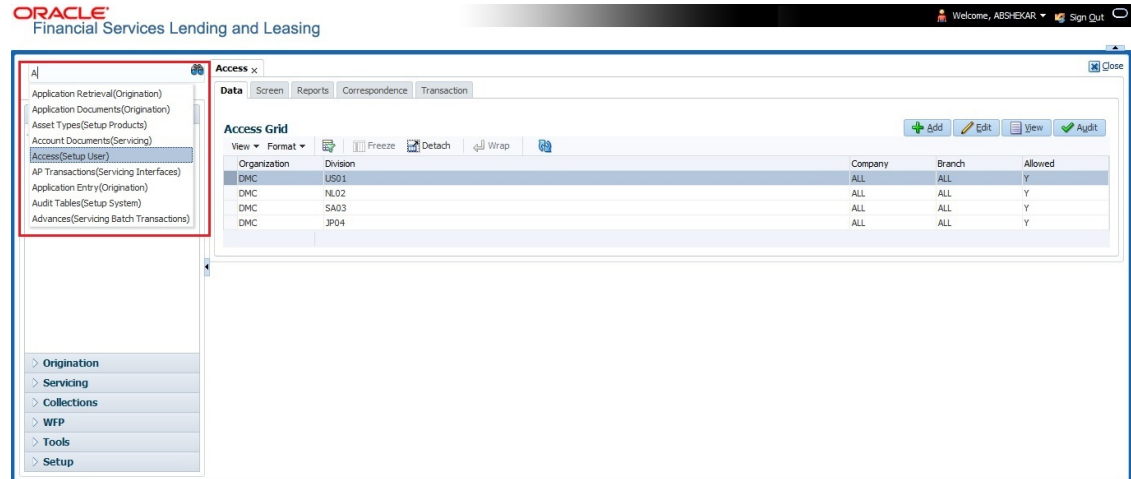 ORACLE
Financial Services Lending and Leasing
Welcome, ABSHEKAR
Sign Out
A
Application Retrieval(Origination)
Application Documents(Origination)
Asset Types(Setup Products)
Account Documents(Servicing)
Access(Setup User)
AP Transactions(Servicing Interfaces)
Application Entry(Origination)
Audit Tables(Setup System)
Advances(Servicing Batch Transactions)
Origination
Servicing
Collections
WFP
Tools
Setup
Access x
Close
Data Screen Reports Correspondence Transaction
Access Grid
Add Edit View Audit
View Format Freeze Detach Wrap
Organization Division Company Branch Allowed
DMC US01 ALL ALL Y
DMC NL02 ALL ALL Y
DMC SA03 ALL ALL Y
DMC JP04 ALL ALL Y